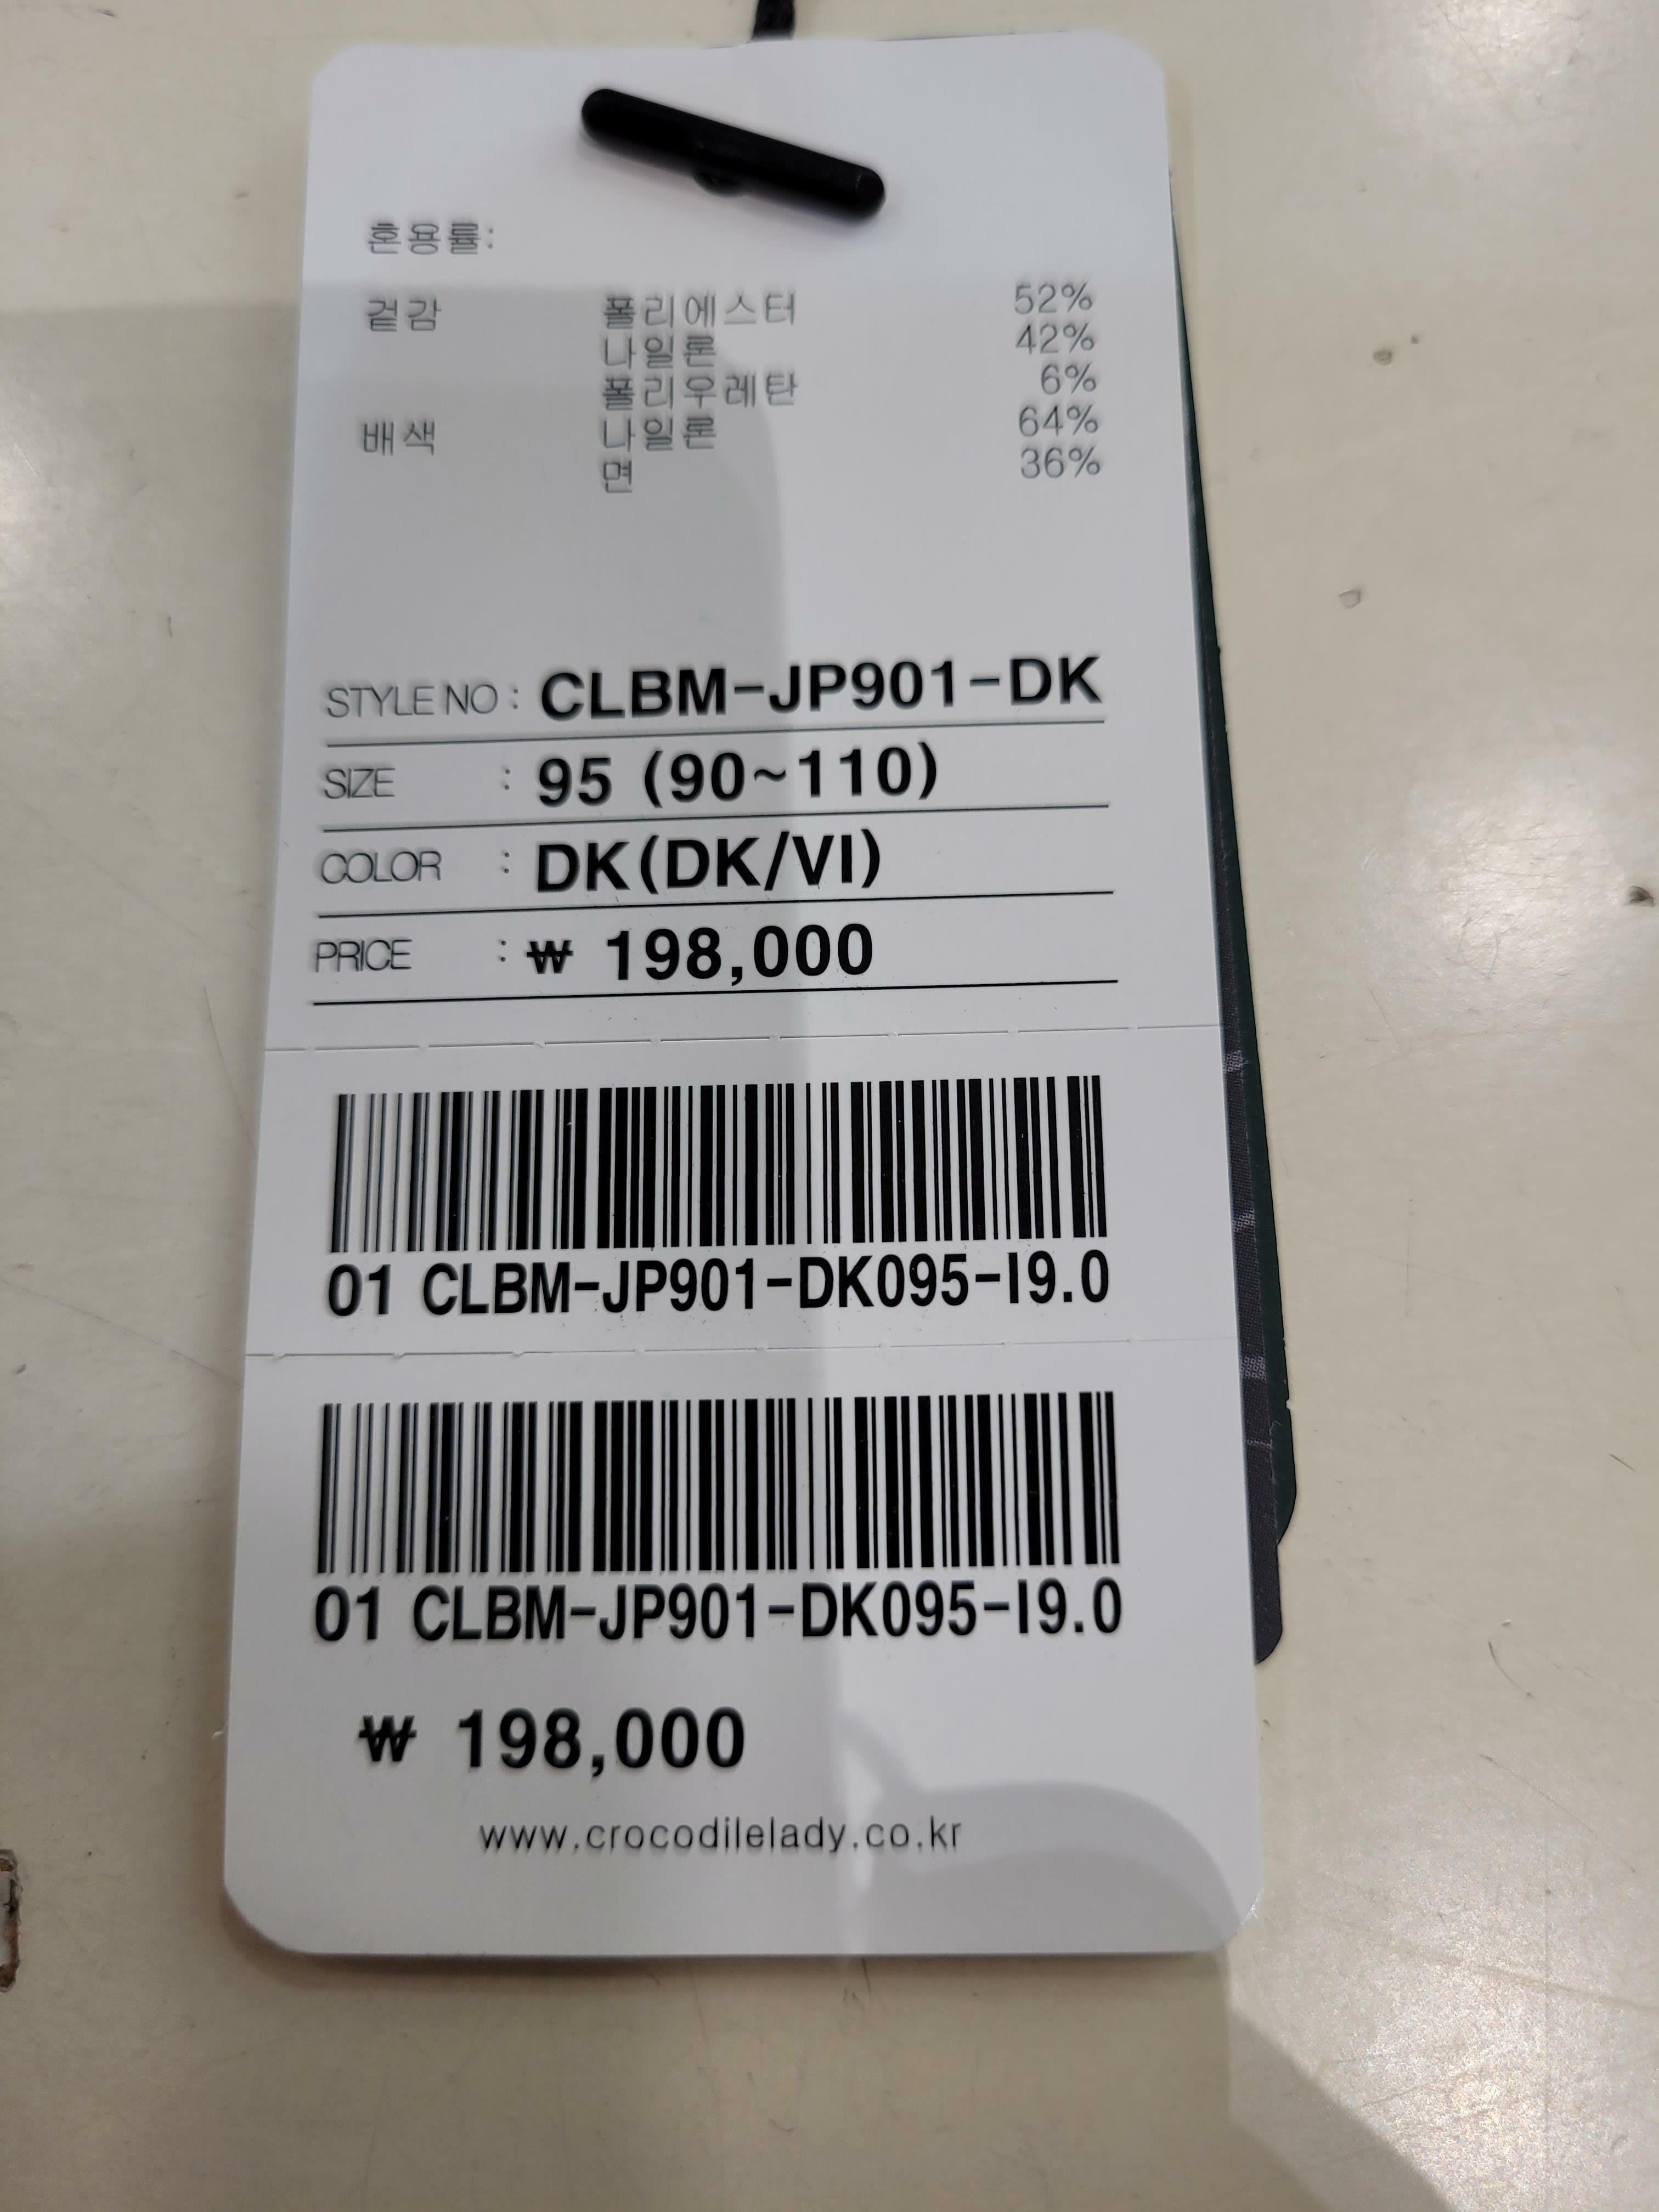 혼용률:
겉감 폴리에스터 52%
나일론 42%
폴리우레탄 6%
배색 나일론 64%
면 36%
STYLE NO : CLBM-JP901-DK
SIZE : 95 (90~110)
COLOR : DK(DK/VI)
PRICE : ₩ 198,000
01 CLBM-JP901-DK095-I9.0
01 CLBM-JP901-DK095-I9.0
₩ 198,000
www.crocodilelady.co.kr